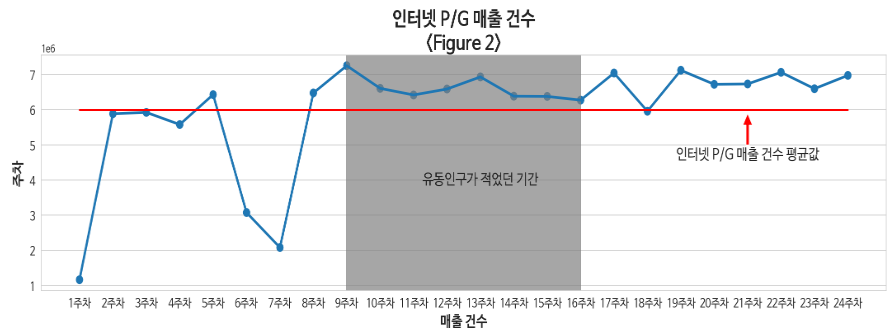 인터넷 P/G 매출 건수
<Figure 2>
1e6
7
6
5
4
3
2
1
주차
유동인구가 적었던 기간
인터넷 P/G 매출 건수 평균값
1주차 2주차 3주차 4주차 5주차 6주차 7주차 8주차 9주차 10주차 11주차 12주차 13주차 14주차 15주차 16주차 17주차 18주차 19주차 20주차 21주차 22주차 23주차 24주차
매출 건수